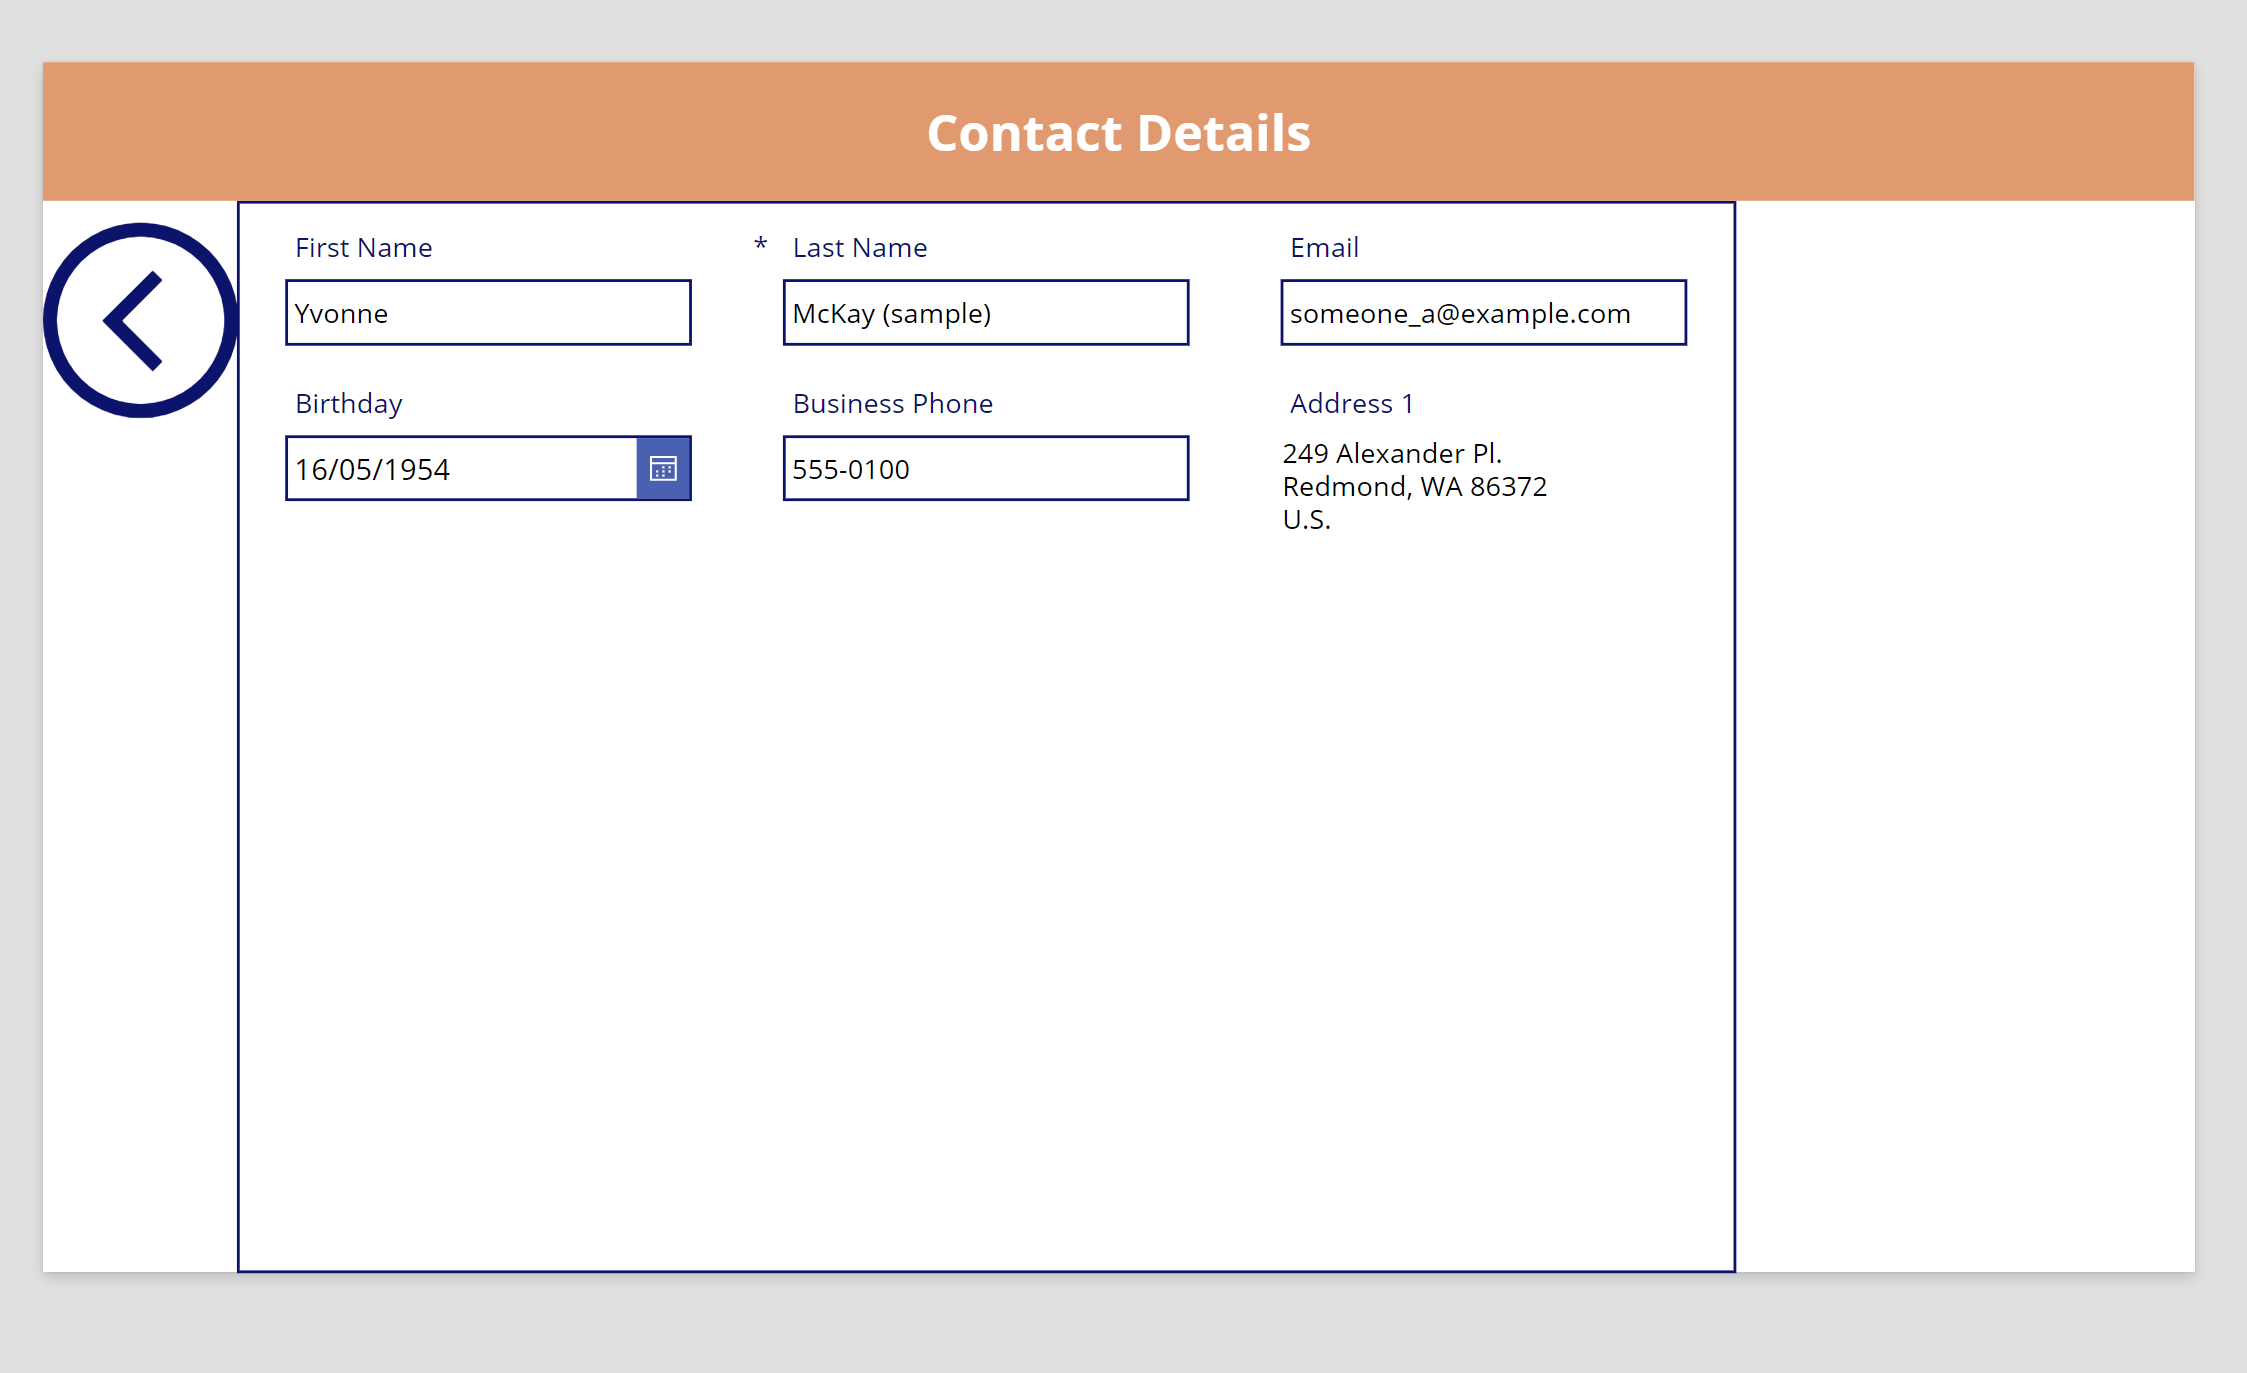 Contact Details
First Name
* Last Name
Email
Yvonne
McKay (sample)
someone_a@example.com
Birthday
Business Phone
Address 1
16/05/1954
555-0100
249 Alexander Pl.
Redmond, WA 86372
U.S.